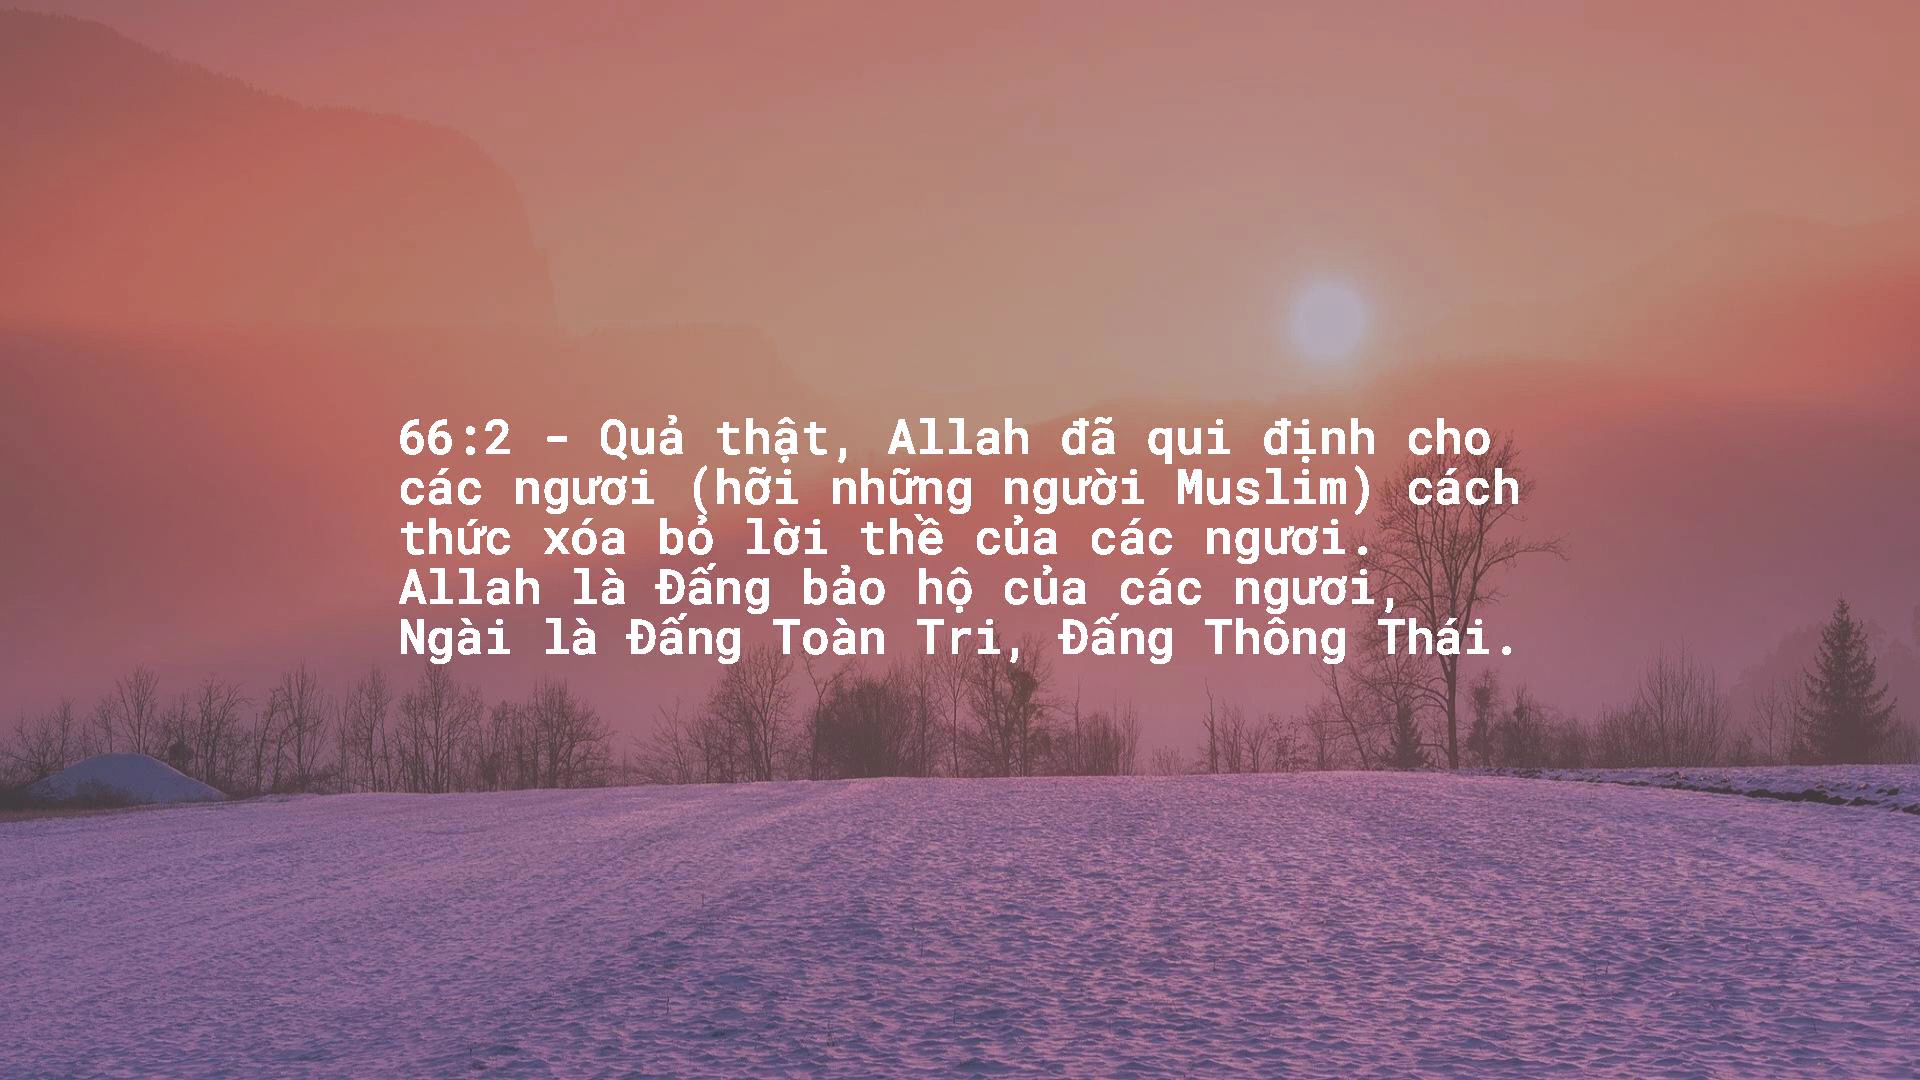 66:2 - Quả thật, Allah đã qui định cho
các ngươi (hỡi những người Muslim) cách
thức xóa bỏ lời thề của các ngươi.
Allah là Đấng bảo hộ của các ngươi,
Ngài là Đấng Toàn Tri, Đấng Thông Thái.